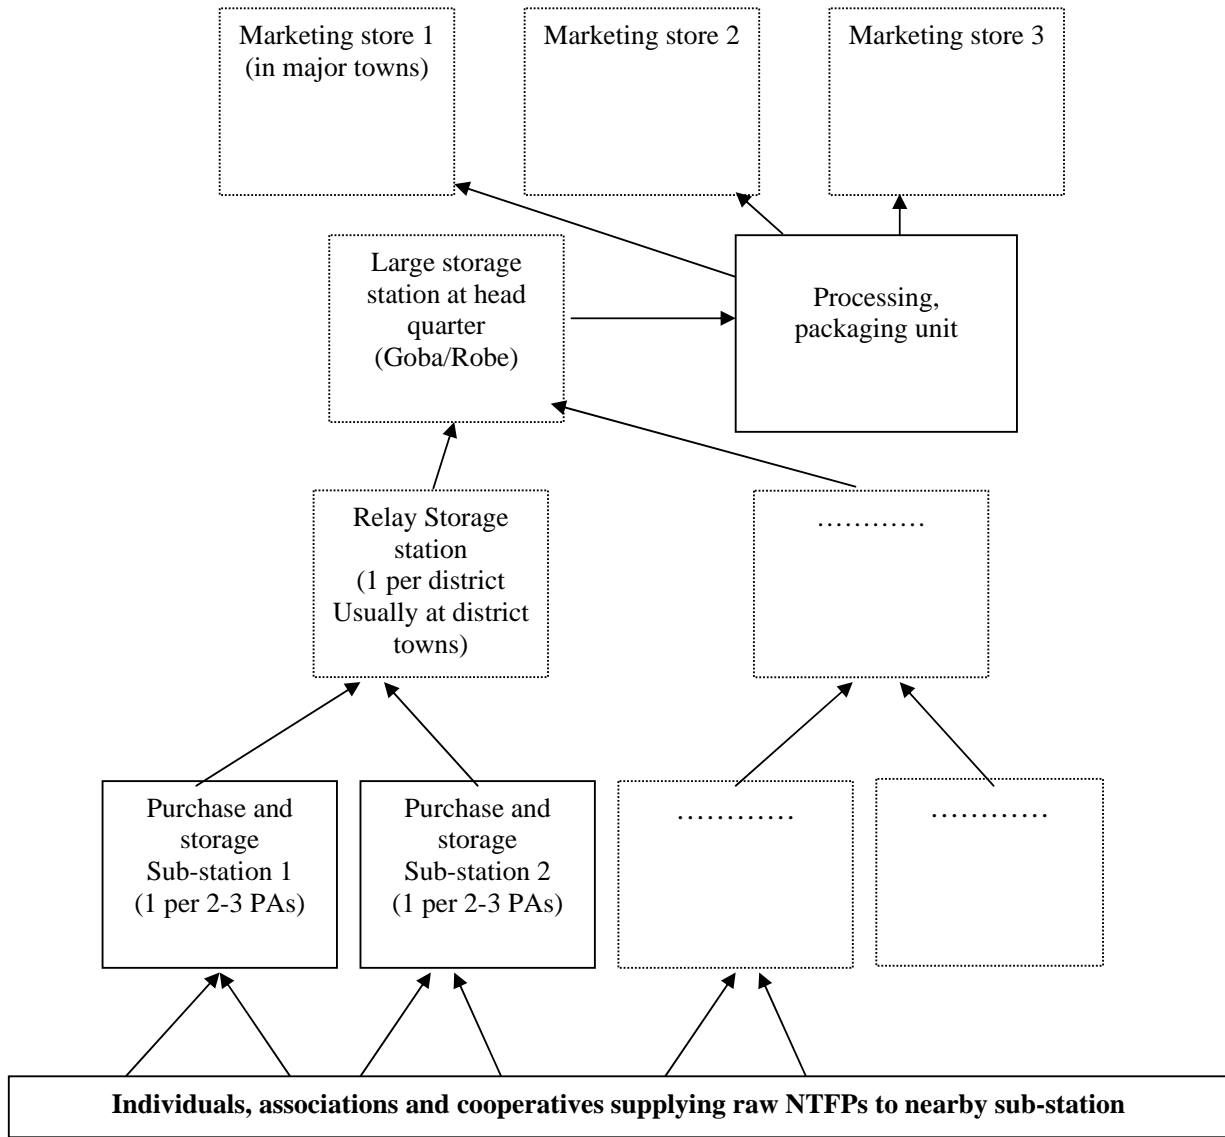 Marketing store 1
(in major towns)
Marketing store 2
Marketing store 3
Large storage
station at head
quarter
(Goba/Robe)
Processing,
packaging unit
Relay Storage
station
(1 per district
Usually at district
towns)
…………
Purchase and
storage
Sub-station 1
(1 per 2-3 PAs)
Purchase and
storage
Sub-station 2
(1 per 2-3 PAs)
…………
…………
Individuals, associations and cooperatives supplying raw NTFPs to nearby sub-station